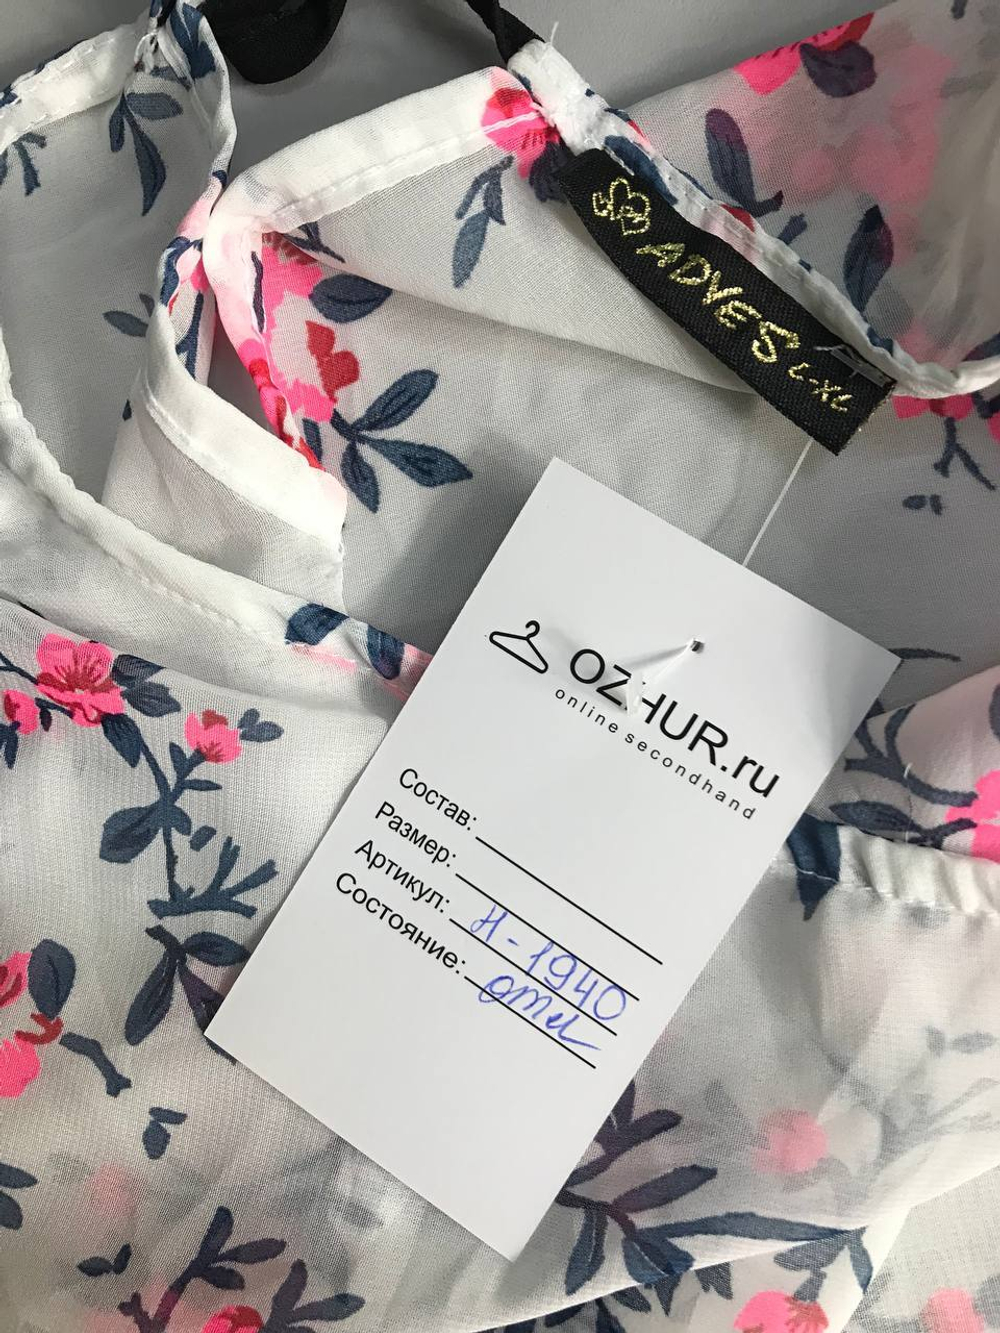 ADVES L-XL
OZHUR.ru
online secondhand
Состав:
Размер:
Артикул: Н-1940
Состояние: отл